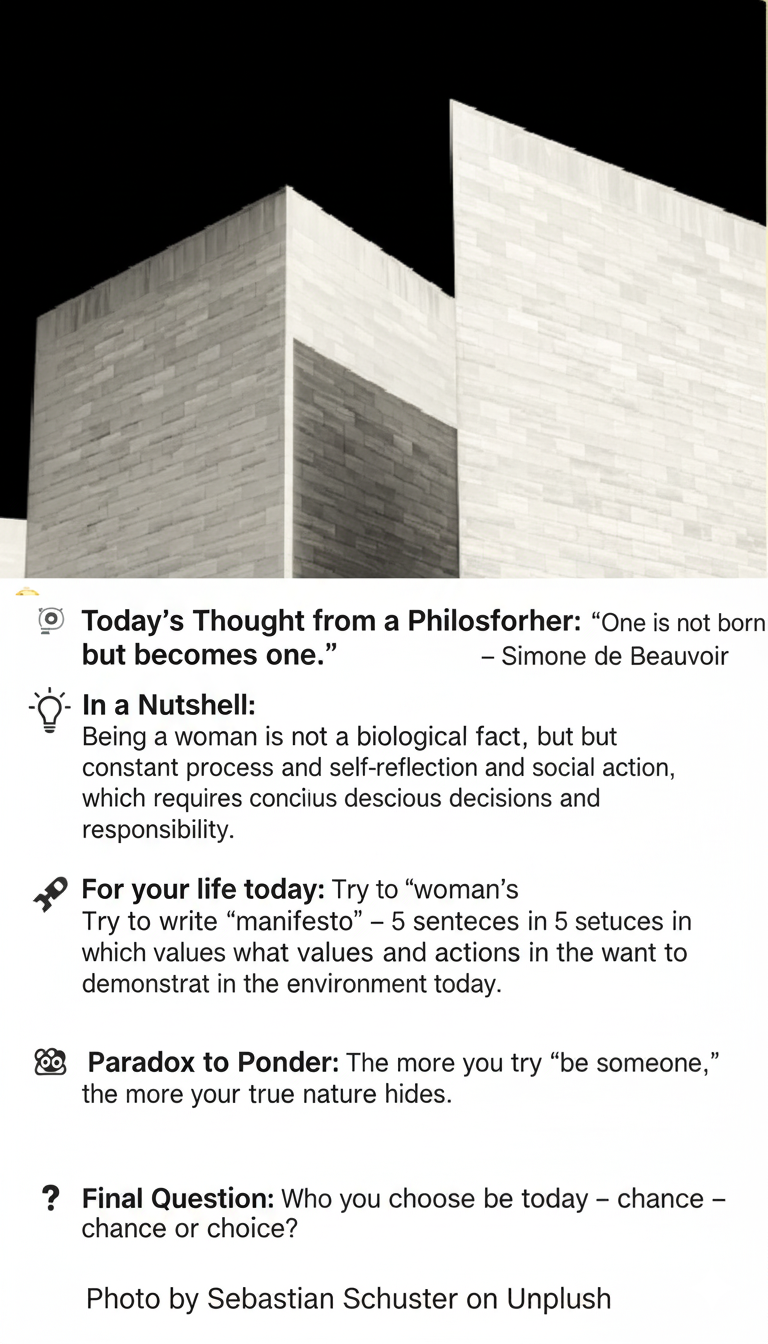 Today’s Thought from a Philosforher: “One is not born
but becomes one.” – Simone de Beauvoir
In a Nutshell:
Being a woman is not a biological fact, but but
constant process and self-reflection and social action,
which requires conciius descious decisions and
responsibility.
For your life today: Try to “woman’s
Try to write “manifesto” – 5 senteces in 5 setuces in
which values what values and actions in the want to
demonstrat in the environment today.
Paradox to Ponder: The more you try “be someone,”
the more your true nature hides.
? Final Question: Who you choose be today – chance –
chance or choice?
Photo by Sebastian Schuster on Unplush